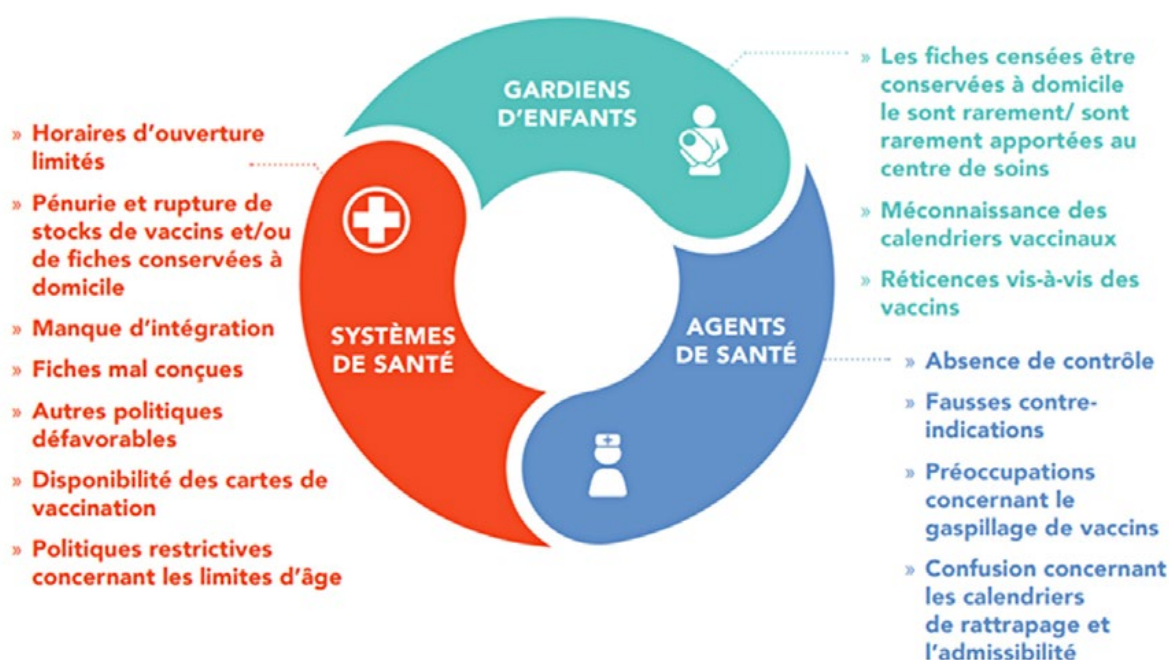 GARDIENS
D'ENFANTS
» Les fiches censées être
conservées à domicile
le sont rarement/ sont
rarement apportées au
centre de soins
» Méconnaissance des
calendriers vaccinaux
» Réticences vis-à-vis des
vaccins
AGENTS
DE SANTÉ
» Absence de contrôle
» Fausses contre-
indications
» Préoccupations
concernant le
gaspillage de vaccins
» Confusion concernant
les calendriers
de rattrapage et
l'admissibilité
SYSTÈMES
DE SANTÉ
» Horaires d'ouverture
limités
» Pénurie et rupture de
stocks de vaccins et/ou
de fiches conservées à
domicile
» Manque d'intégration
» Fiches mal conçues
» Autres politiques
défavorables
» Disponibilité des cartes de
vaccination
» Politiques restrictives
concernant les limites d'âge